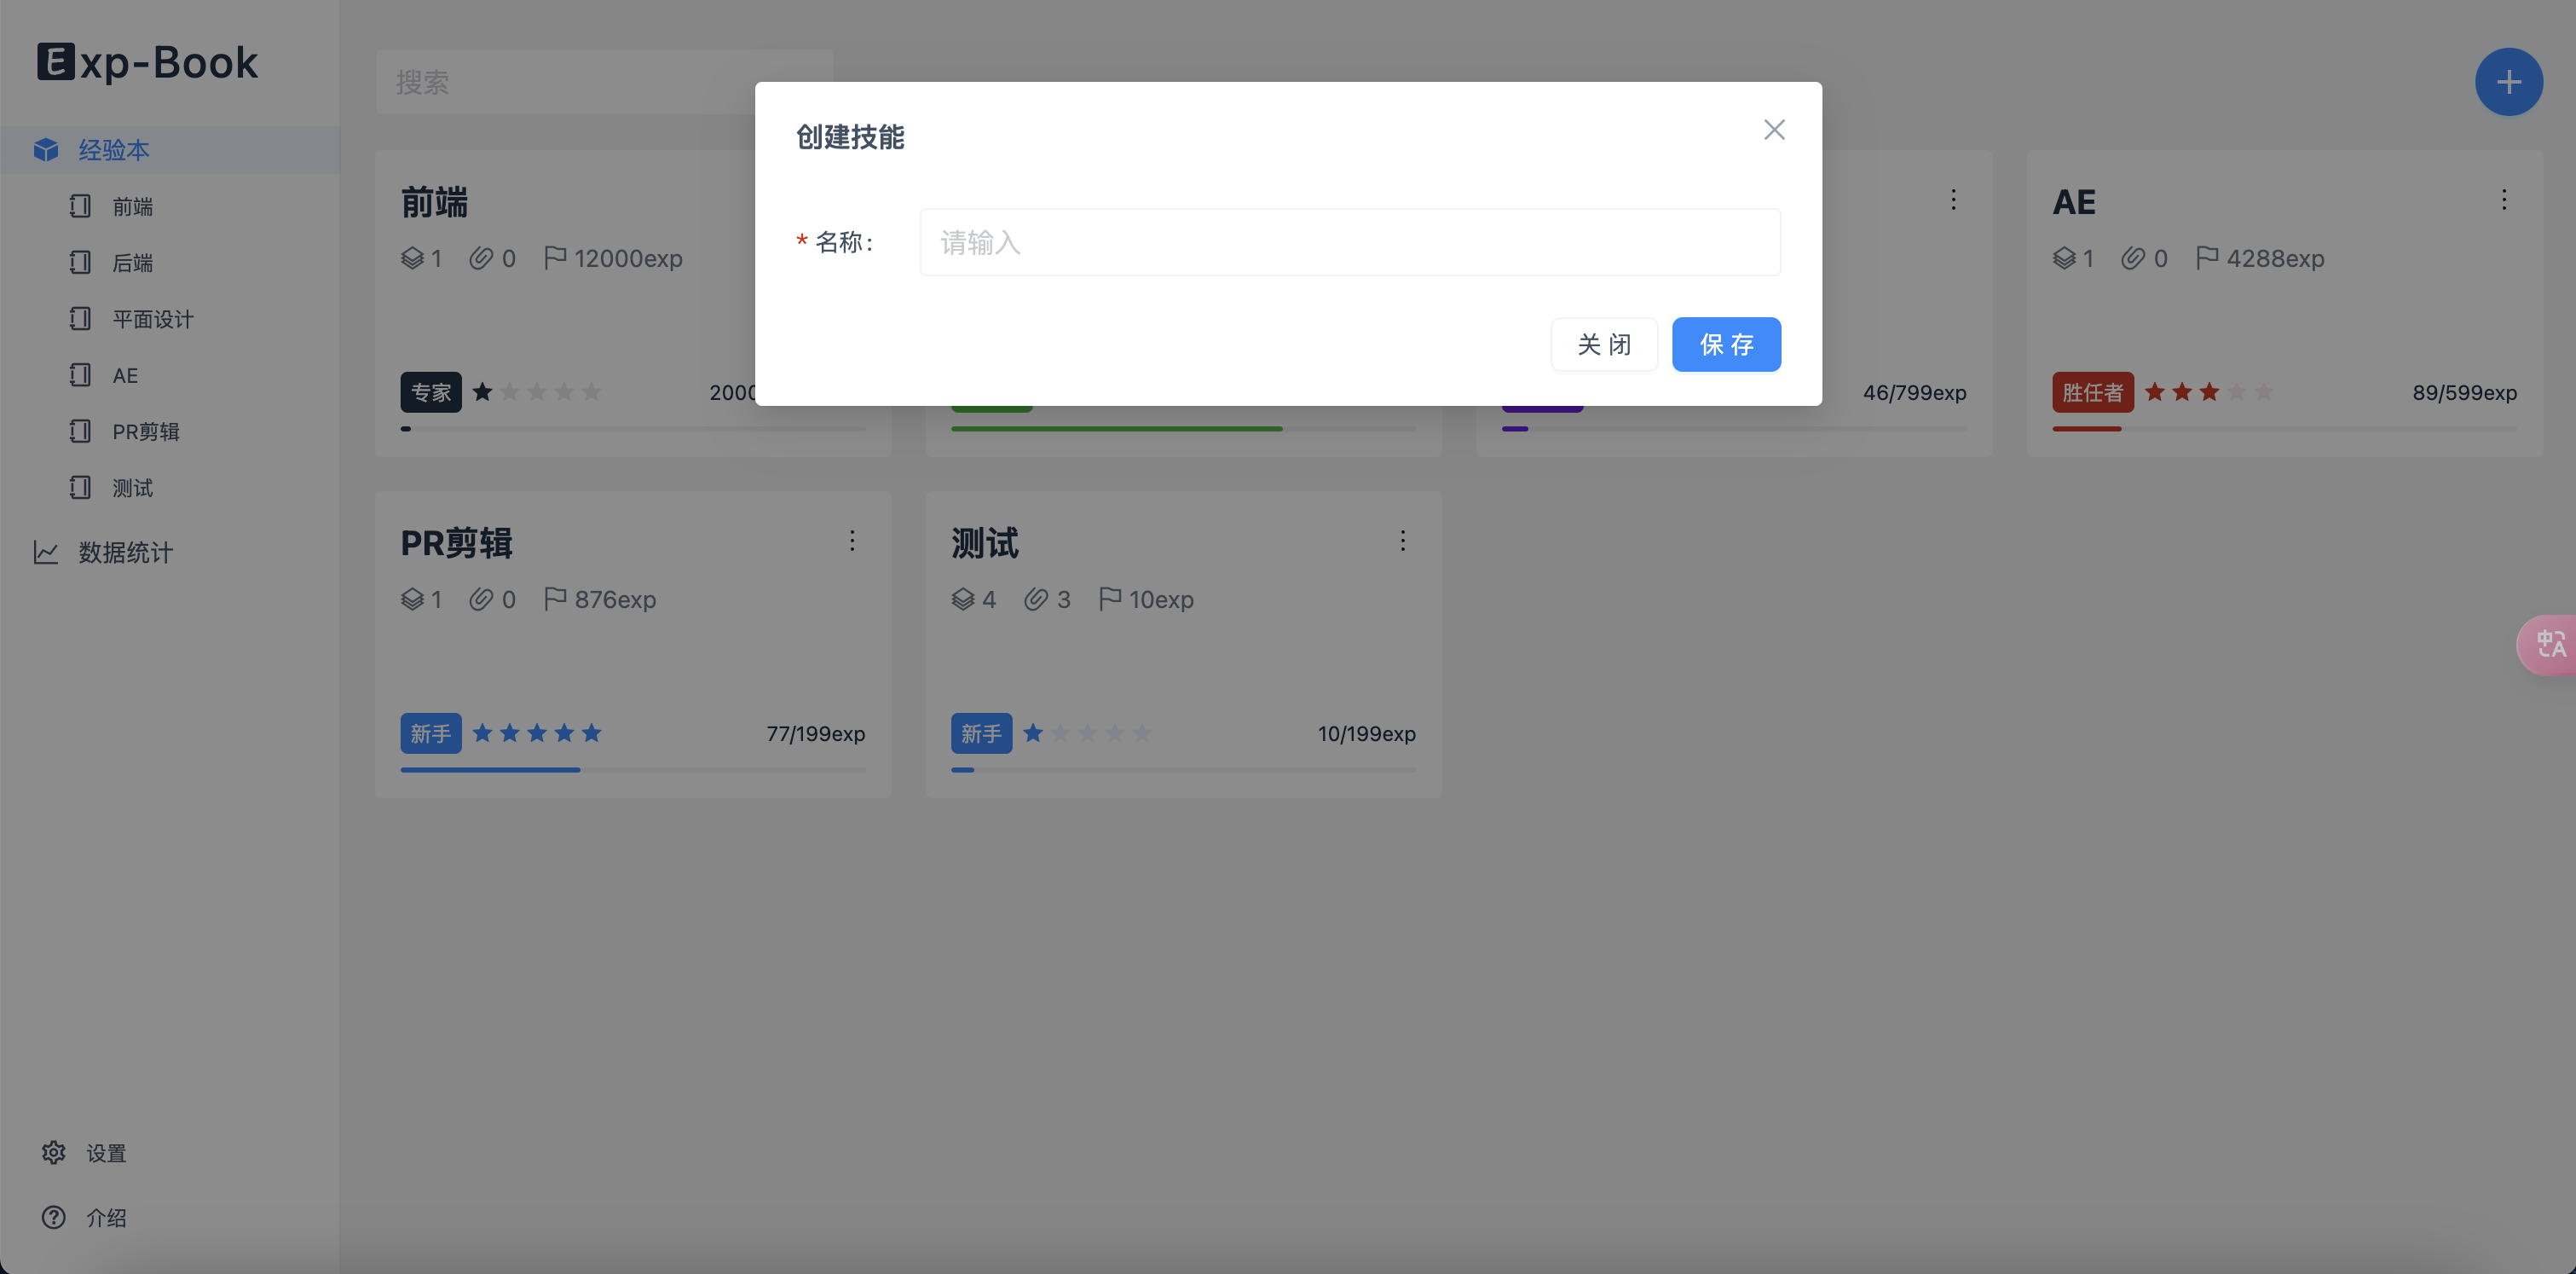 Exp-Book
经验本
前端
后端
平面设计
AE
PR剪辑
测试
数据统计
设置
介绍
搜索
创建技能
* 名称:
请输入
关 闭
保 存
前端
1 0 12000exp
专家 2000
46/799exp
AE
1 0 4288exp
胜任者 89/599exp
PR剪辑
1 0 876exp
新手 77/199exp
测试
4 3 10exp
新手 10/199exp
中A